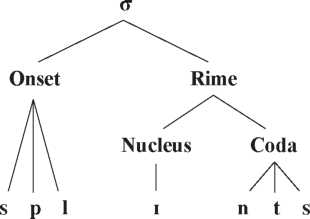 σ
Onset Rime
Nucleus Coda
s p l ɪ n t s